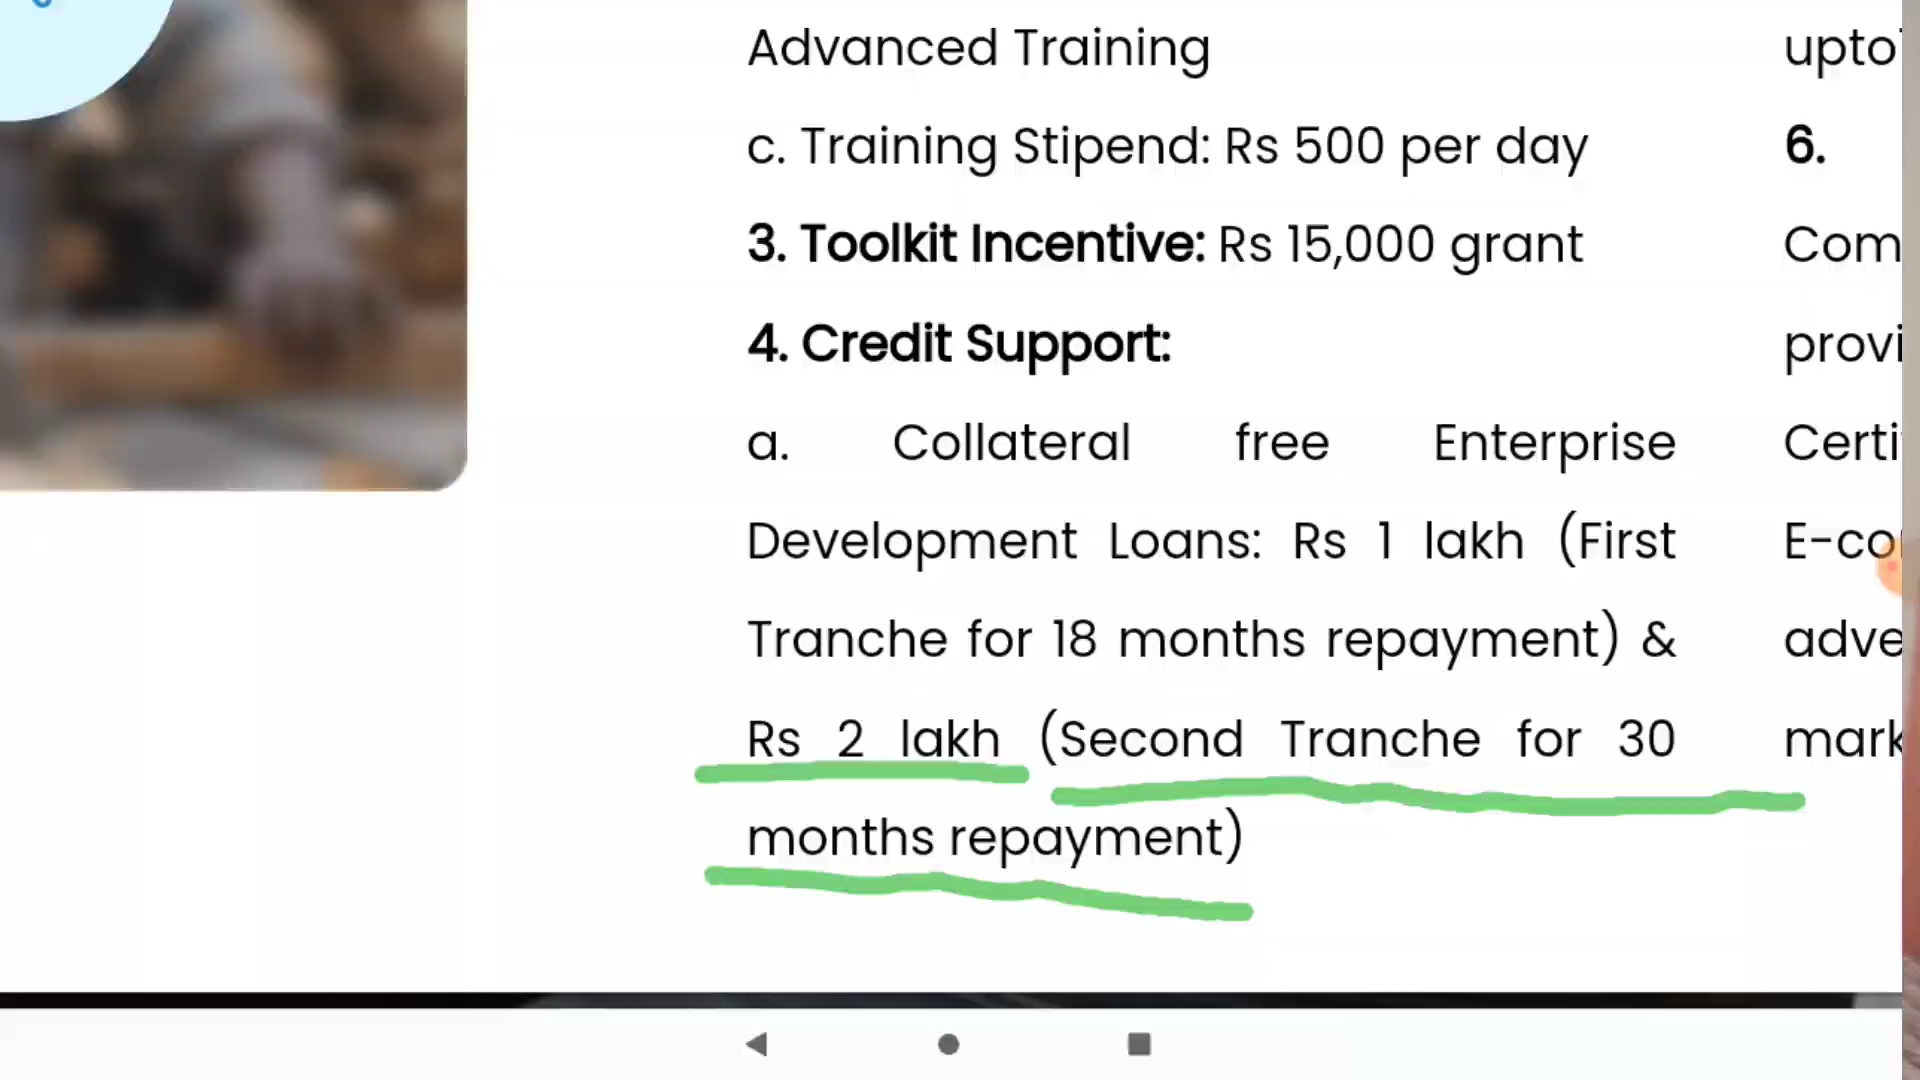 Advanced Training
c. Training Stipend: Rs 500 per day
3. Toolkit Incentive: Rs 15,000 grant
4. Credit Support:
a. Collateral free Enterprise
Development Loans: Rs 1 lakh (First
Tranche for 18 months repayment) &
Rs 2 lakh (Second Tranche for 30
months repayment)
upto
6.